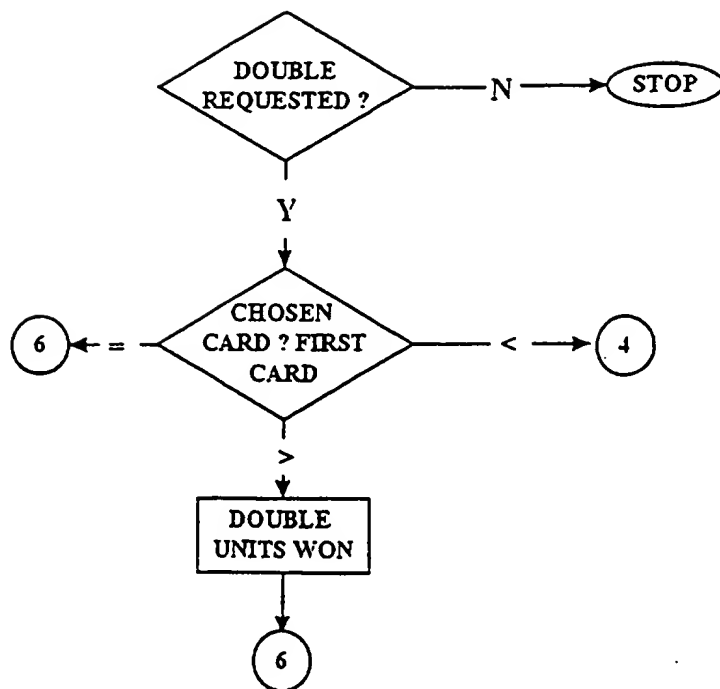 DOUBLE
REQUESTED ?
N
STOP
Y
CHOSEN
CARD ? FIRST
CARD
6
=
<
4
>
DOUBLE
UNITS WON
6